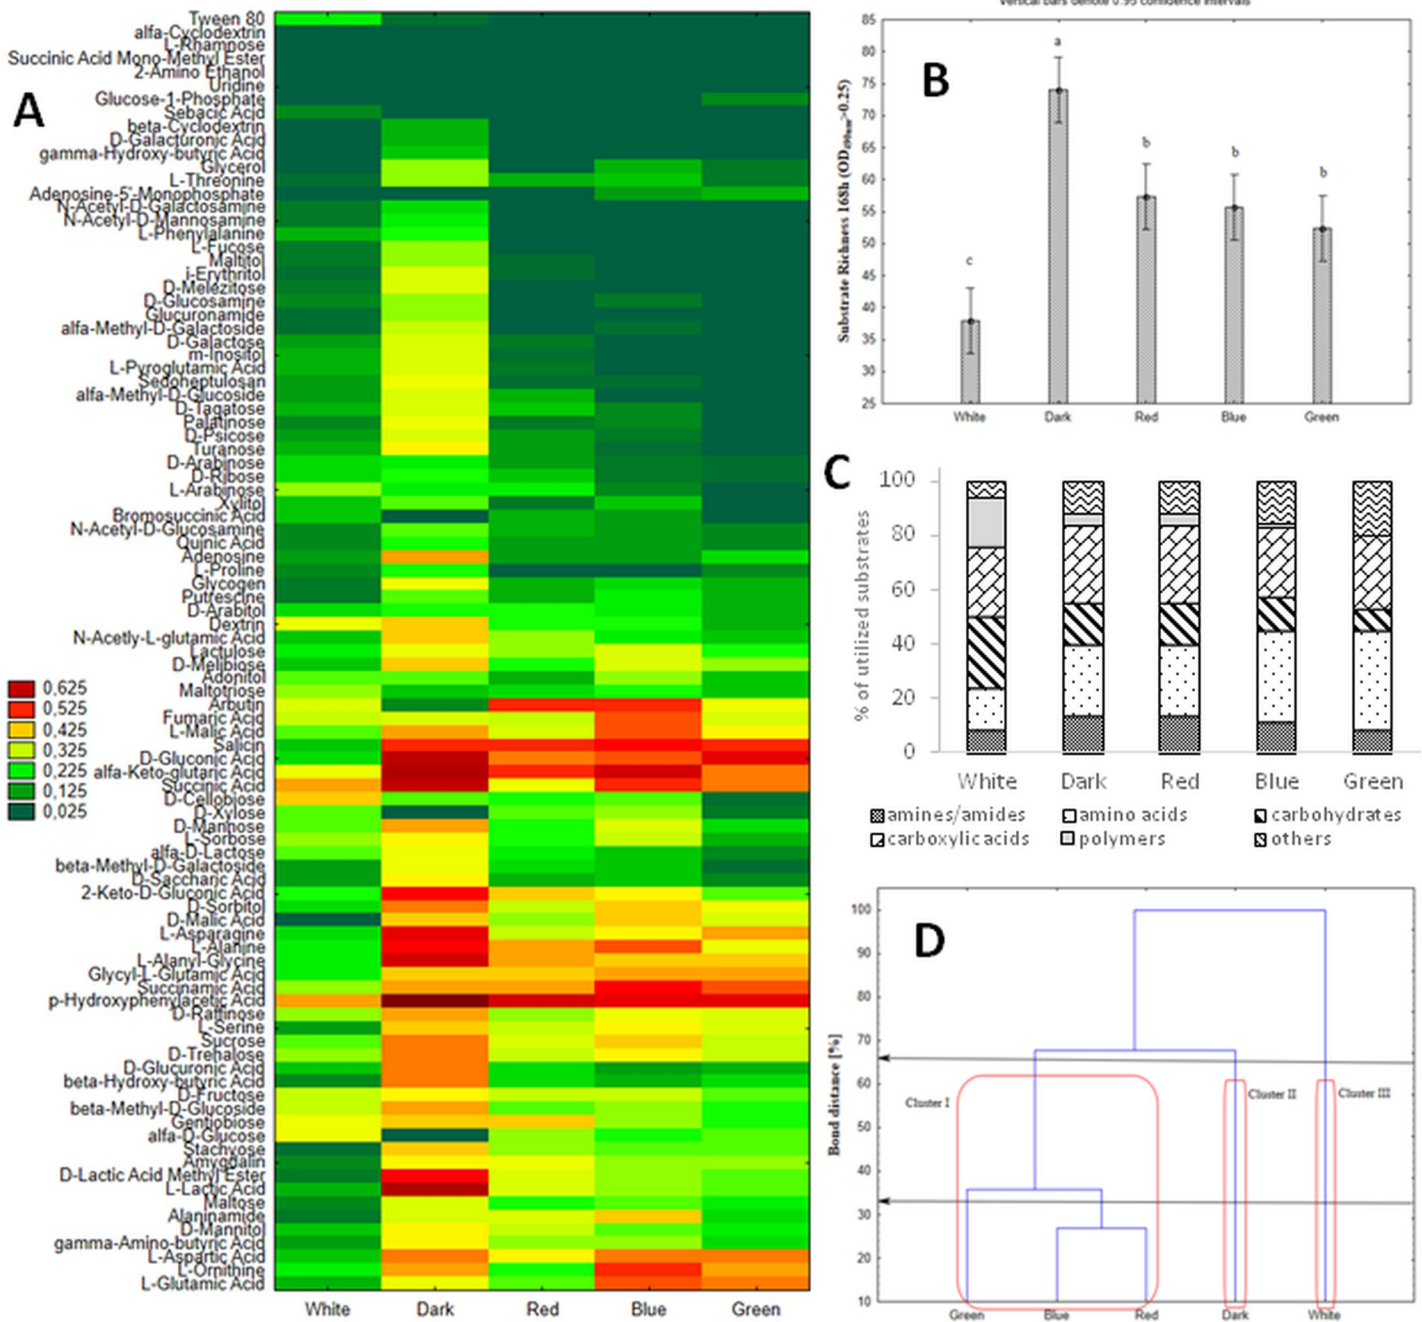 A
Tween 80
alfa-Cyclodextrin
L-Rhamnose
Succinic Acid Mono-Methyl Ester
2-Amino Ethanol
Uridine
Glucose-1-Phosphate
Sebacic Acid
beta-Cyclodextrin
D-Galacturonic Acid
gamma-Hydroxy-butyric Acid
Glycerol
L-Threonine
Adenosine-5'-Monophosphate
N-Acetyl-D-Galactosamine
N-Acetyl-D-Mannosamine
L-Phenylalanine
L-Fucose
Maltitol
i-Erythritol
D-Melezitose
D-Glucosamine
Glucuronamide
alfa-Methyl-D-Galactoside
D-Galactose
m-Inositol
L-Pyroglutamic Acid
Sedoheptulosan
alfa-Methyl-D-Glucoside
D-Tagatose
Palatinose
D-Psicose
Turanose
D-Arabinose
D-Ribose
L-Arabinose
Xylitol
Bromosuccinic Acid
N-Acetyl-D-Glucosamine
Quinic Acid
Adenosine
L-Proline
Glycogen
Putrescine
D-Arabitol
Dextrin
N-Acetly-L-glutamic Acid
Lactulose
D-Melibiose
Adonitol
Maltotriose
Arbutin
Fumaric Acid
L-Malic Acid
Salicin
D-Gluconic Acid
alfa-Keto-glutaric Acid
Succinic Acid
D-Cellobiose
D-Xylose
D-Mannose
L-Sorbose
alfa-D-Lactose
beta-Methyl-D-Galactoside
D-Saccharic Acid
2-Keto-D-Gluconic Acid
D-Sorbitol
D-Malic Acid
L-Asparagine
L-Alanine
L-Alanyl-Glycine
Glycyl-L-Glutamic Acid
Succinamic Acid
p-Hydroxyphenylacetic Acid
D-Raffinose
L-Serine
Sucrose
D-Trehalose
D-Glucuronic Acid
beta-Hydroxy-butyric Acid
D-Fructose
beta-Methyl-D-Glucoside
Gentiobiose
alfa-D-Glucose
Stachyose
Amygdalin
D-Lactic Acid Methyl Ester
L-Lactic Acid
Maltose
Alaninamide
D-Mannitol
gamma-Amino-butyric Acid
L-Aspartic Acid
L-Ornithine
L-Glutamic Acid
0,625
0,525
0,425
0,325
0,225
0,125
0,025
White Dark Red Blue Green
Vertical bars denote 0.95 confidence intervals
B
Substrate Richness 168h (OD490nm>0.25)
85
80
75
70
65
60
55
50
45
40
35
30
25
c
a
b
b
b
White Dark Red Blue Green
C
% of utilized substrates
100
80
60
40
20
0
White Dark Red Blue Green
amines/amides amino acids carbohydrates
carboxylic acids polymers others
D
Bond distance [%]
100
90
80
70
60
50
40
30
20
10
Cluster I
Cluster II
Cluster III
Green Blue Red Dark White